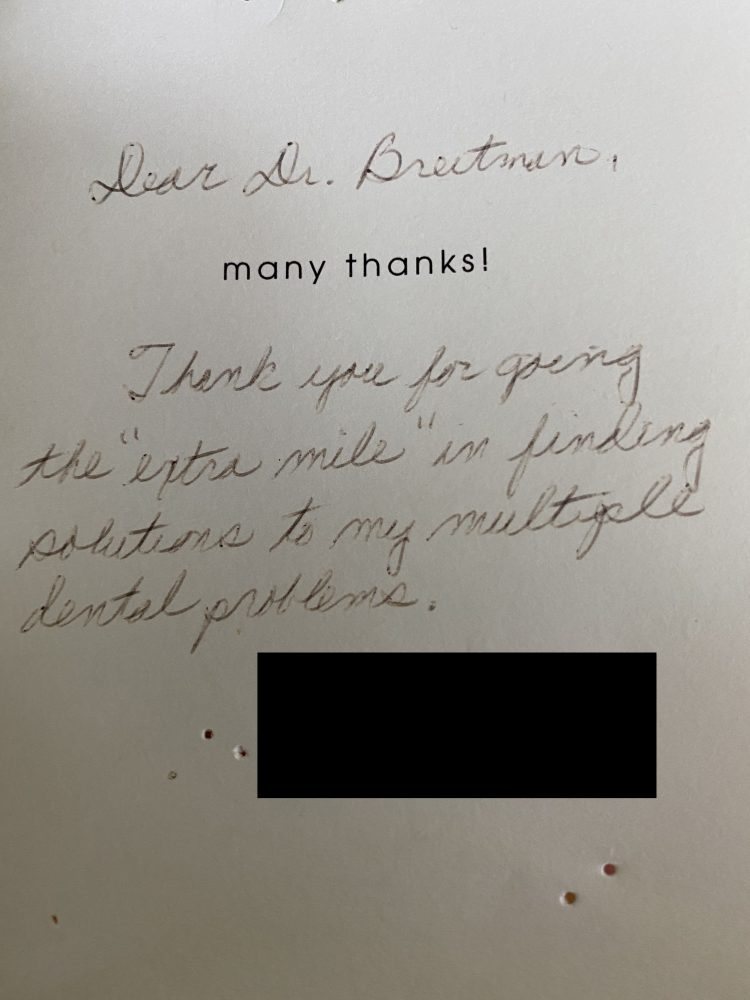 Dear Dr. Breitman,
many thanks!
Thank you for going
the "extra mile" in finding
solutions to my multiple
dental problems.